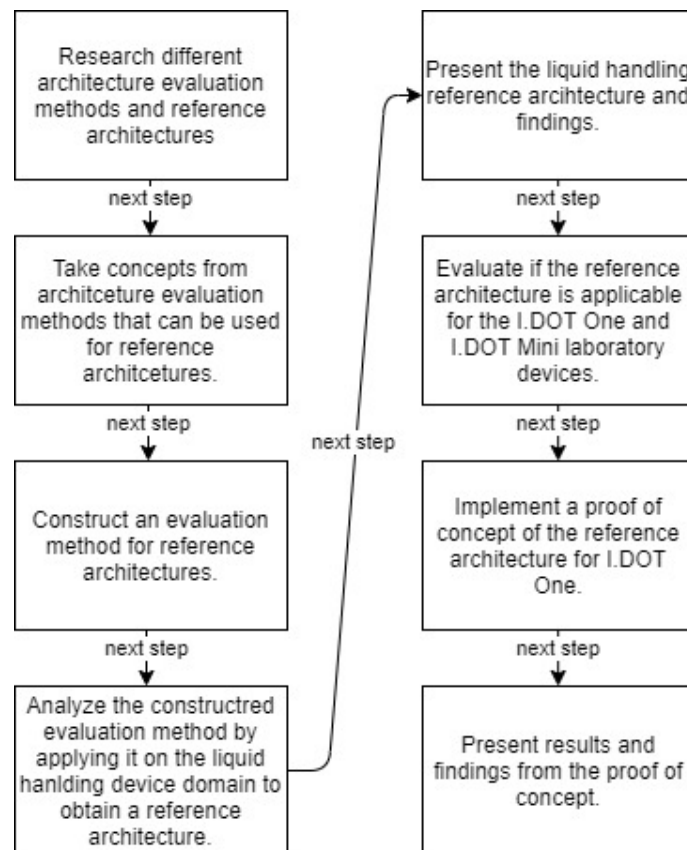 Research different
architecture evaluation
methods and reference
architectures
next step
Take concepts from
architceture evaluation
methods that can be used
for reference
architcetures.
next step
Construct an evaluation
method for reference
architectures.
next step
Analyze the constructred
evaluation method by
applying it on the liquid
hanlding device domain to
obtain a reference
architecture.
next step
Present the liquid handling
reference arcihtecture and
findings.
next step
Evaluate if the reference
architecture is applicable
for the I.DOT One and
I.DOT Mini laboratory
devices.
next step
Implement a proof of
concept of the reference
architecture for I.DOT
One.
next step
Present results and
findings from the proof of
concept.